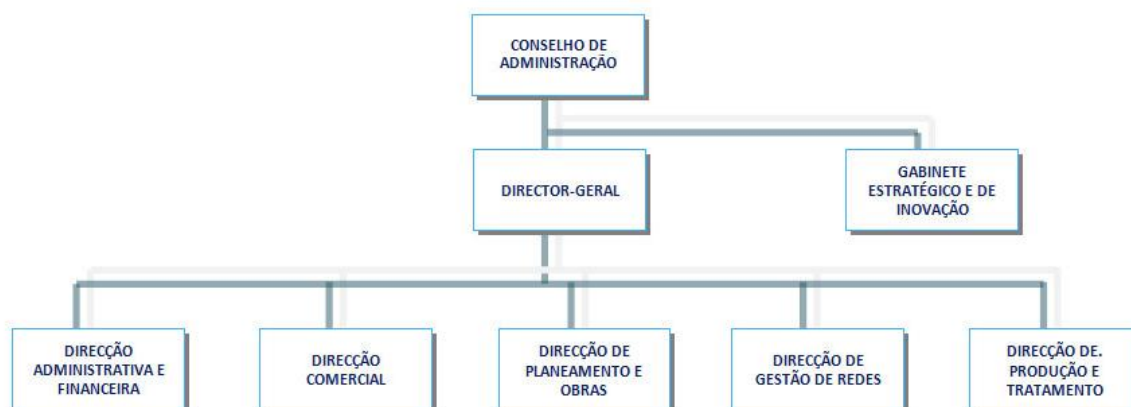 CONSELHO DE
ADMINISTRAÇÃO
DIRECTOR-GERAL
GABINETE
ESTRATÉGICO E DE
INOVAÇÃO
DIRECÇÃO
ADMINISTRATIVA E
FINANCEIRA
DIRECÇÃO
COMERCIAL
DIRECÇÃO DE
PLANEAMENTO E
OBRAS
DIRECÇÃO DE
GESTÃO DE REDES
DIRECÇÃO DE.
PRODUÇÃO E
TRATAMENTO